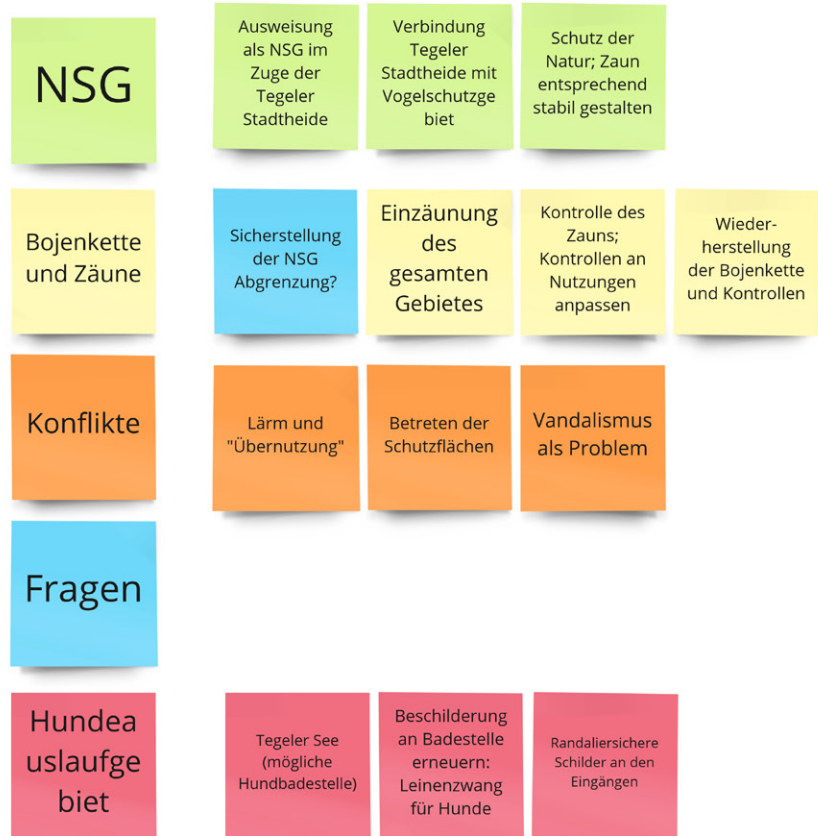 NSG
Ausweisung
als NSG im
Zuge der
Tegeler
Stadtheide
Verbindung
Tegeler
Stadtheide mit
Vogelschutzge
biet
Schutz der
Natur; Zaun
entsprechend
stabil gestalten
Bojenkette
und Zäune
Sicherstellung
der NSG
Abgrenzung?
Einzäunung
des
gesamten
Gebietes
Kontrolle des
Zauns;
Kontrollen an
Nutzungen
anpassen
Wieder-
herstellung
der Bojenkette
und Kontrollen
Konflikte
Lärm und
"Übernutzung"
Betreten der
Schutzflächen
Vandalismus
als Problem
Fragen
Hundea
uslaufge
biet
Tegeler See
(mögliche
Hundbadestelle)
Beschilderung
an Badestelle
erneuern:
Leinenzwang
für Hunde
Randaliersichere
Schilder an den
Eingängen